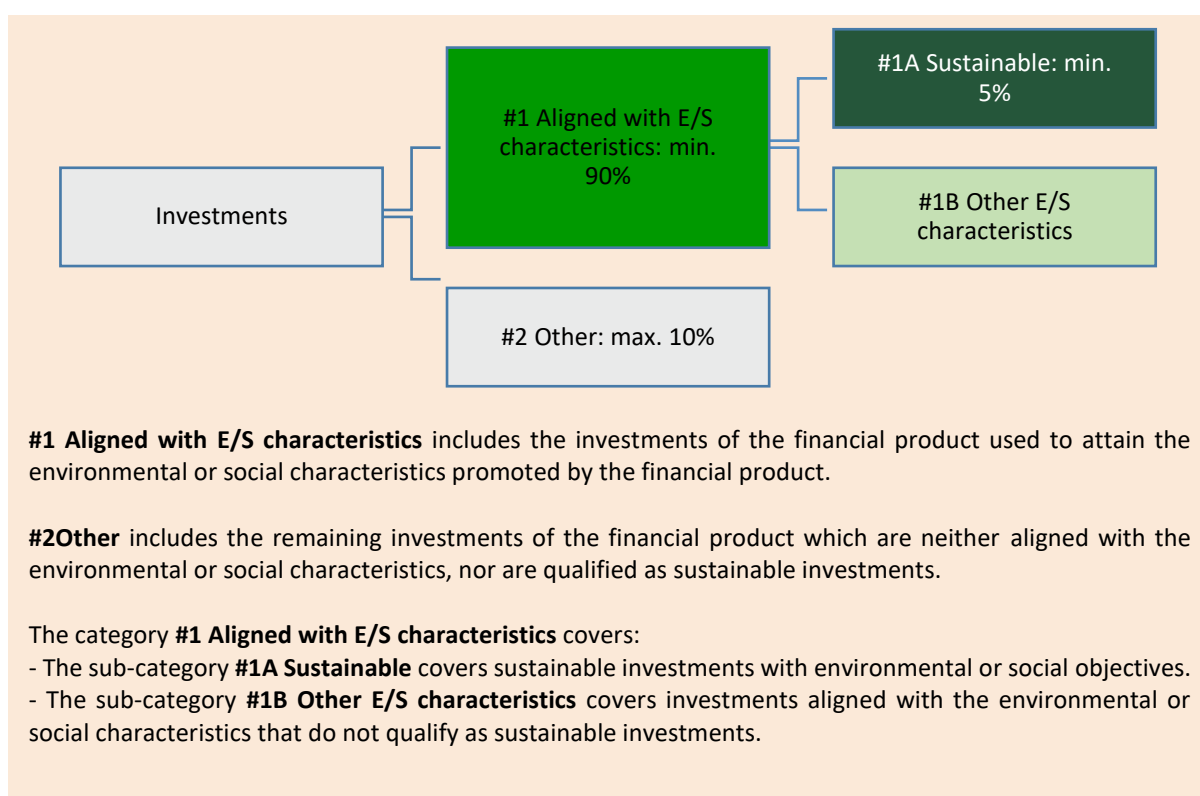 #1A Sustainable: min.
5%
#1 Aligned with E/S
characteristics: min.
90%
Investments
#1B Other E/S
characteristics
#2 Other: max. 10%
#1 Aligned with E/S characteristics includes the investments of the financial product used to attain the
environmental or social characteristics promoted by the financial product.
#2Other includes the remaining investments of the financial product which are neither aligned with the
environmental or social characteristics, nor are qualified as sustainable investments.
The category #1 Aligned with E/S characteristics covers:
- The sub-category #1A Sustainable covers sustainable investments with environmental or social objectives.
- The sub-category #1B Other E/S characteristics covers investments aligned with the environmental or
social characteristics that do not qualify as sustainable investments.